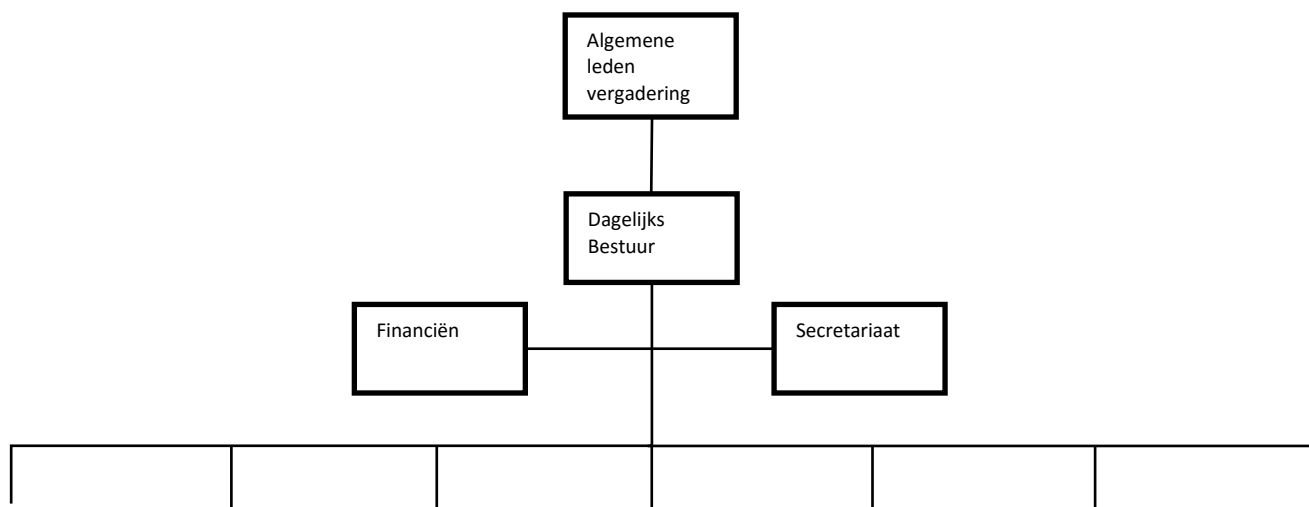 Algemene
leden
vergadering
Dagelijks
Bestuur
Financiën
Secretariaat